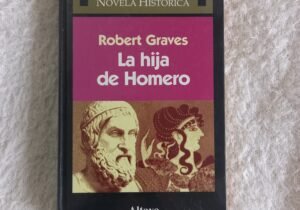 NOVELA HISTÓRICA
Robert Graves
La hija
de Homero
Altaya